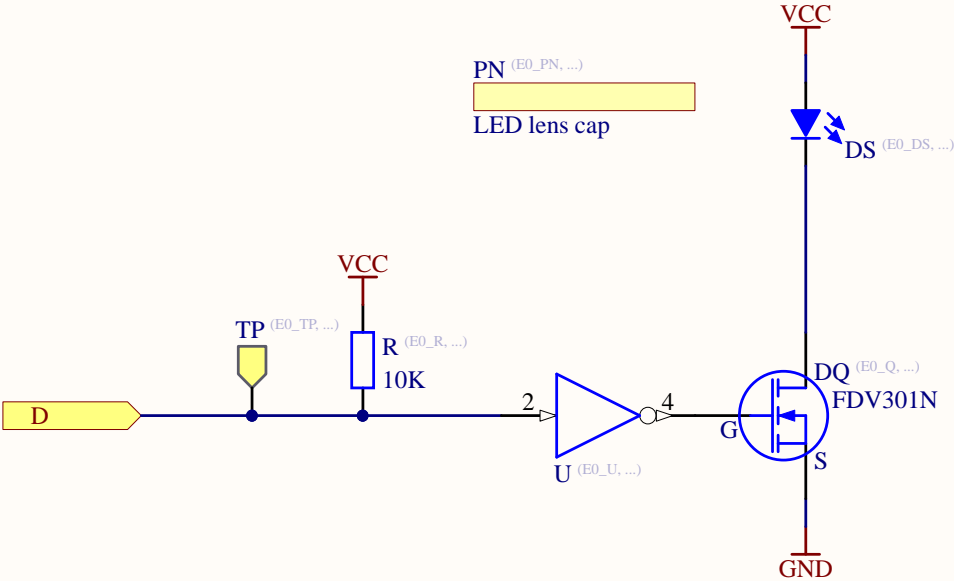 VCC
PN (E0_PN, ...)
LED lens cap
DS (E0_DS, ...)
VCC
TP (E0_TP, ...)
R (E0_R, ...)
10K
D
2
4
U (E0_U, ...)
DQ (E0_Q, ...)
FDV301N
G
S
GND